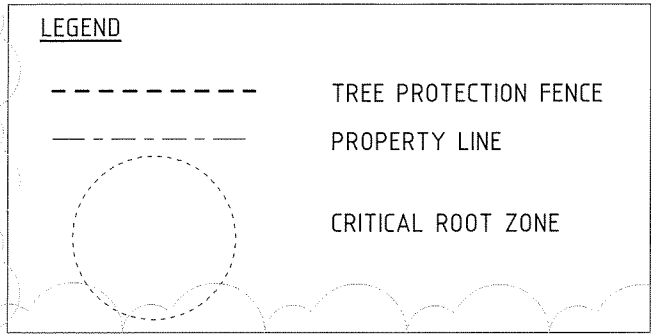 LEGEND
TREE PROTECTION FENCE
PROPERTY LINE
CRITICAL ROOT ZONE